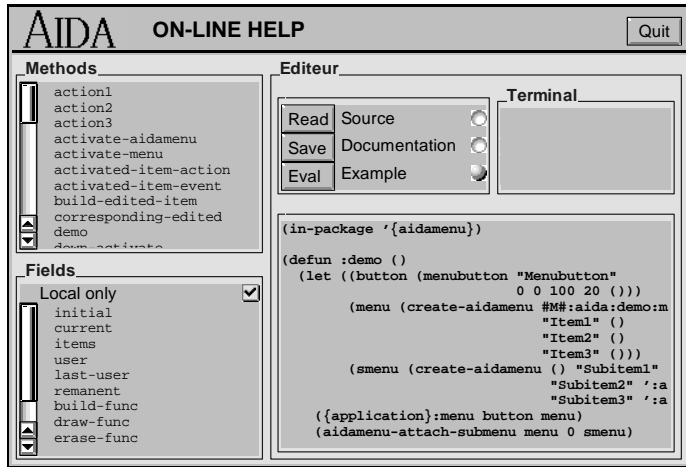 AIDA ON-LINE HELP Quit
Methods
action1
action2
action3
activate-aidamenu
activate-menu
activated-item-action
activated-item-event
build-edited-item
corresponding-edited
demo
down-activate
Fields
Local only
initial
current
items
user
last-user
remanent
build-func
draw-func
erase-func
Editeur
Read Source
Save Documentation
Eval Example
Terminal
(in-package '{aidamenu})
(defun :demo ()
(let ((button (menubutton "Menubutton"
0 0 100 20 ()))
(menu (create-aidamenu #M#:aida:demo:m
"Item1" ()
"Item2" ()
"Item3" ()))
(smenu (create-aidamenu () "Subitem1"
"Subitem2" ':a
"Subitem3" ':a
({application}:menu button menu)
(aidamenu-attach-submenu menu 0 smenu)